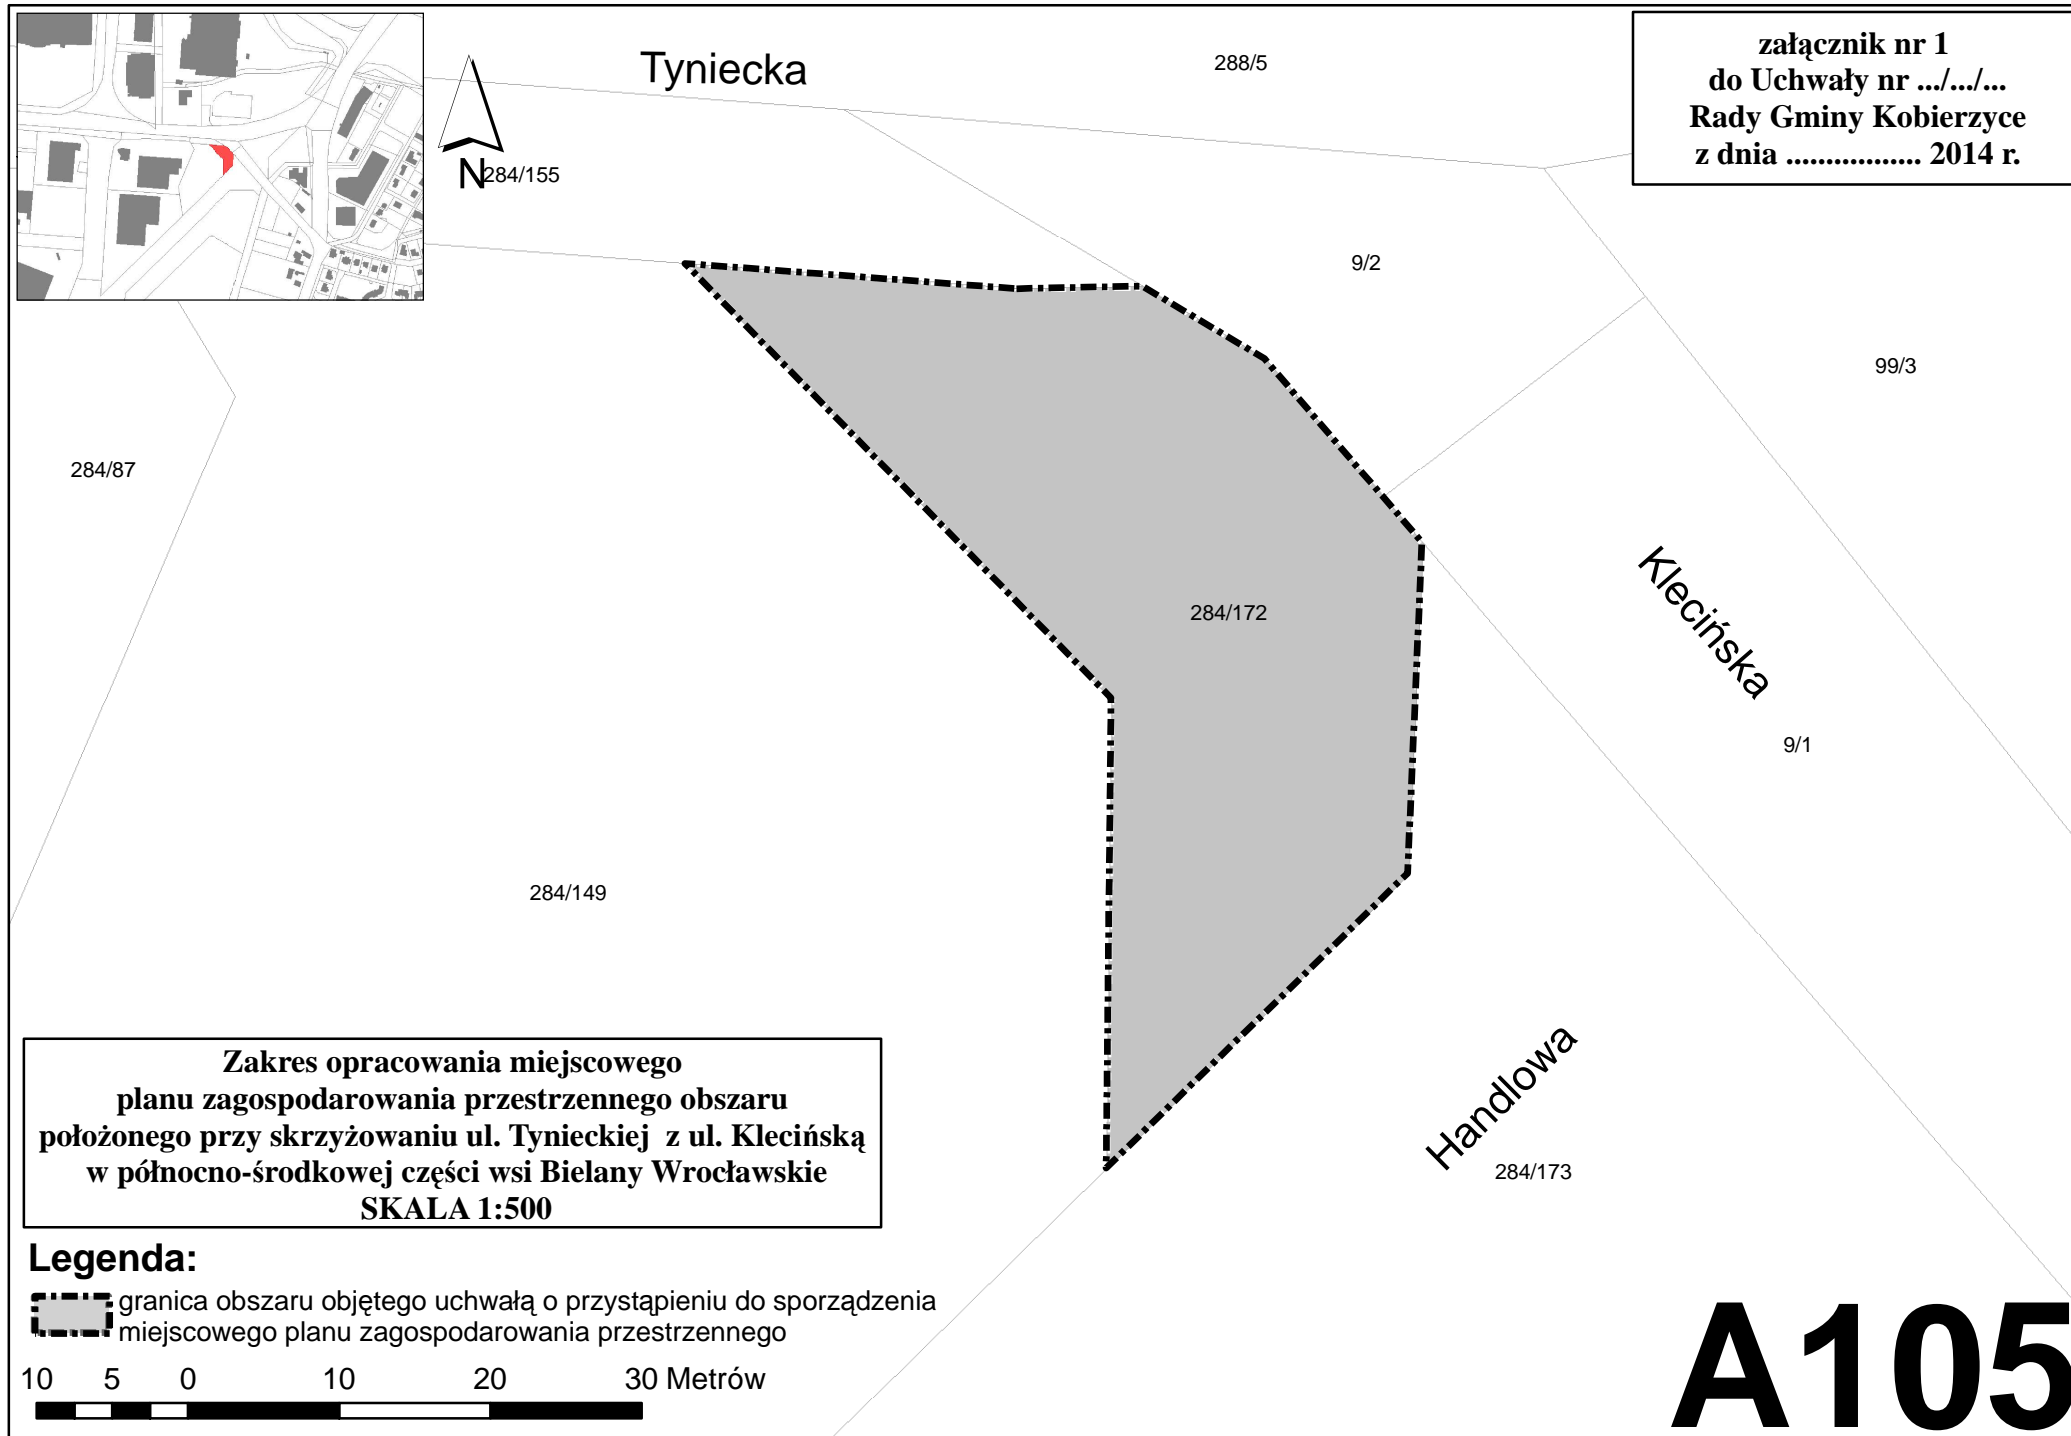 Tyniecka
288/5
załącznik nr 1
do Uchwały nr .../.../...
Rady Gminy Kobierzyce
z dnia ................. 2014 r.
N
284/155
9/2
99/3
284/87
284/172
Klecińska
9/1
284/149
Handlowa
284/173
Zakres opracowania miejscowego
planu zagospodarowania przestrzennego obszaru
położonego przy skrzyżowaniu ul. Tynieckiej z ul. Klecińską
w północno-środkowej części wsi Bielany Wrocławskie
SKALA 1:500
Legenda:
granica obszaru objętego uchwałą o przystąpieniu do sporządzenia
miejscowego planu zagospodarowania przestrzennego
10 5 0 10 20 30 Metrów
A105